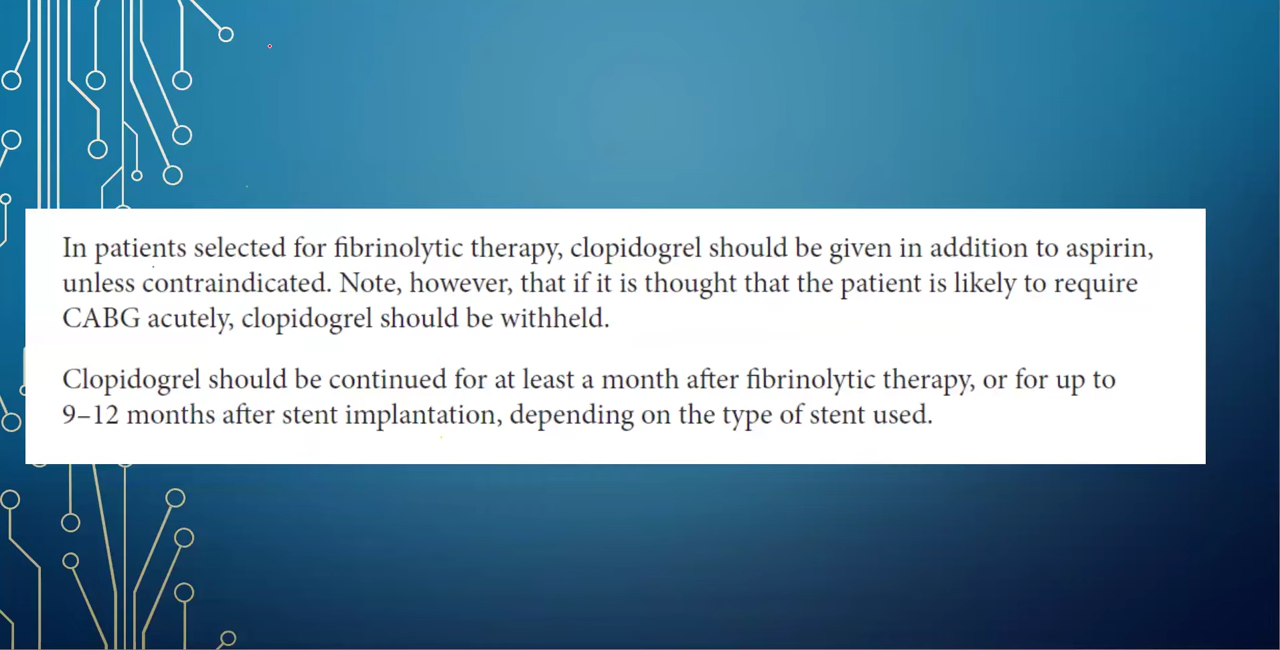 In patients selected for fibrinolytic therapy, clopidogrel should be given in addition to aspirin,
unless contraindicated. Note, however, that if it is thought that the patient is likely to require
CABG acutely, clopidogrel should be withheld.
Clopidogrel should be continued for at least a month after fibrinolytic therapy, or for up to
9–12 months after stent implantation, depending on the type of stent used.